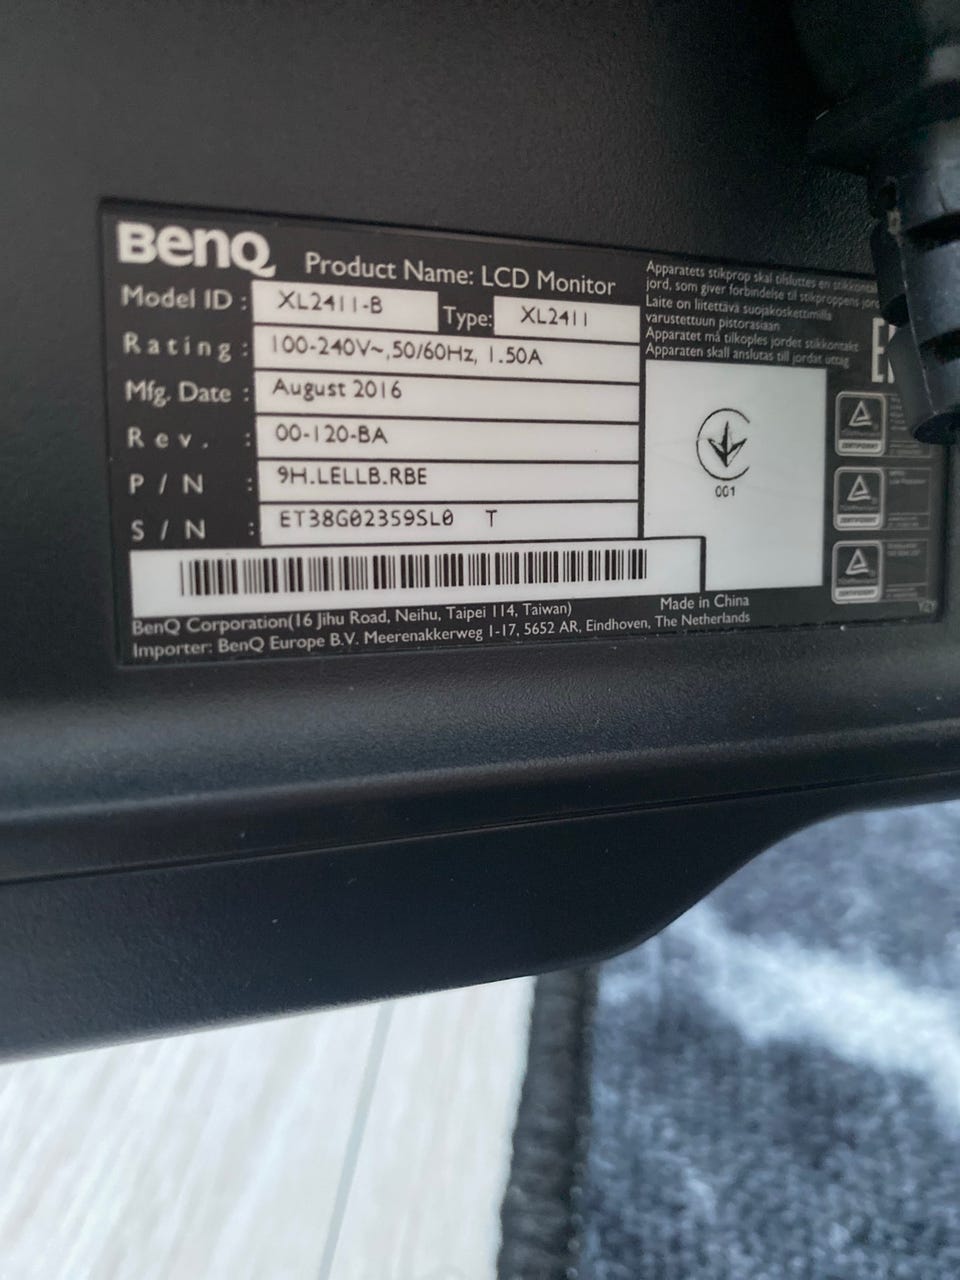 BenQ
Product Name: LCD Monitor
Model ID : XL2411-B Type: XL2411
Rating : 100-240V~,50/60Hz, 1.50A
Mfg. Date : August 2016
Rev. : 00-120-BA
P/N : 9H.LELLB.RBE
S/N : ET38G02359SL0 T
BenQ Corporation(16 Jihu Road, Neihu, Taipei 114, Taiwan)
Made in China
Importer: BenQ Europe B.V. Meerenakkerweg 1-17, 5652 AR, Eindhoven, The Netherlands
Apparatets stikprop skal tilsluttes en stikkontakt
jord, som giver forbindelse til stikproppens jord
Laite on liitettävä suojakoskettimilla
varustettuun pistorasiaan
Apparatet må tilkoples jordet stikkontakt
Apparaten skall anslutas till jordat uttag
001
CERTIFIED
CERTIFIED
CERTIFIED